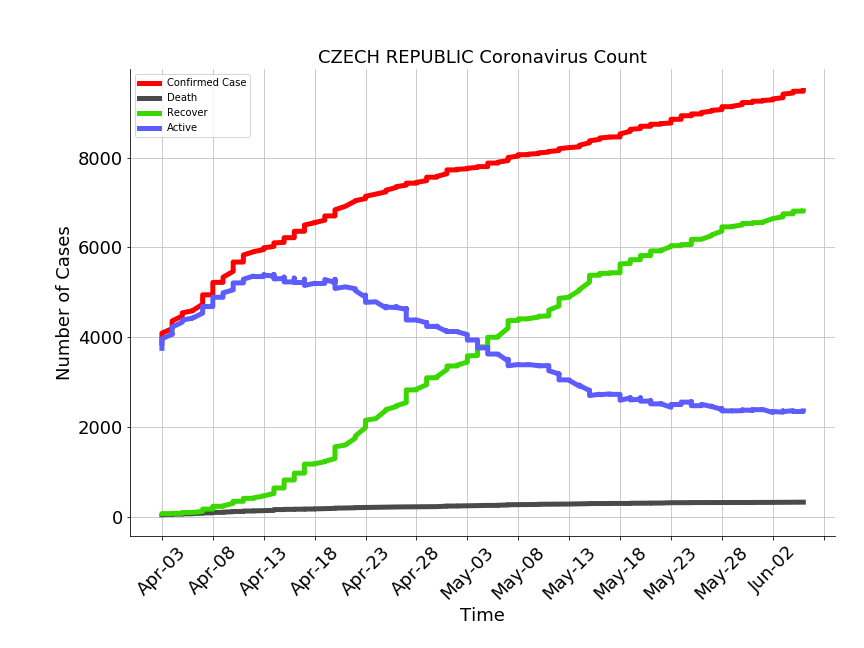 CZECH REPUBLIC Coronavirus Count
Confirmed Case
Death
Recover
Active
Number of Cases
8000
6000
4000
2000
0
Apr-03
Apr-08
Apr-13
Apr-18
Apr-23
Apr-28
May-03
May-08
May-13
May-18
May-23
May-28
Jun-02
Time